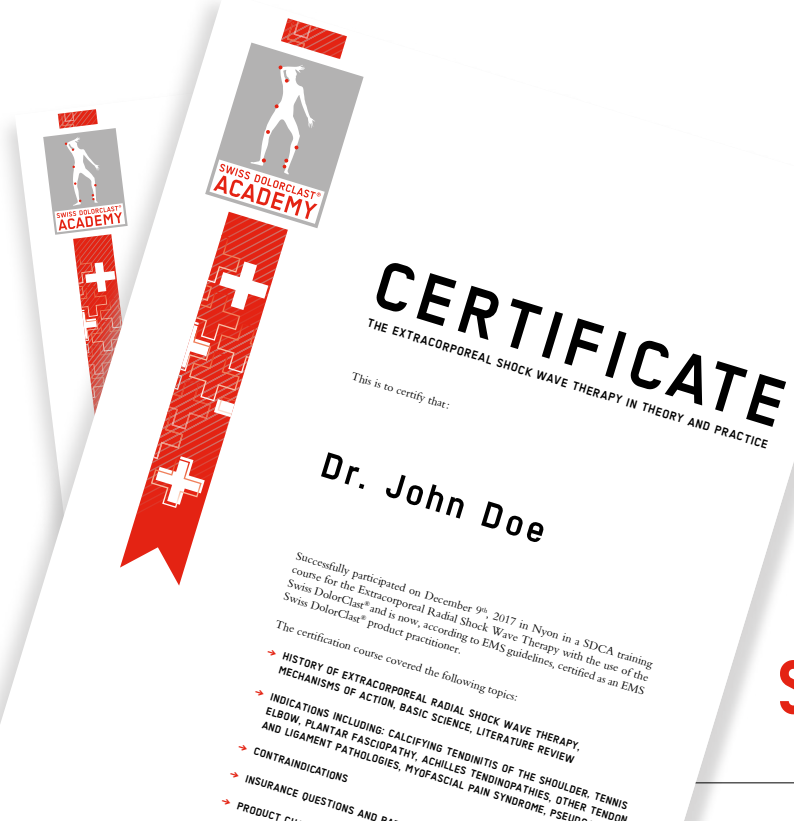 SWISS DOLORCLAST®
ACADEMY
SWISS DOLORCLAST®
ACADEMY
CERTIFICATE
THE EXTRACORPOREAL SHOCK WAVE THERAPY IN THEORY AND PRACTICE
This is to certify that:
Dr. John Doe
Successfully participated on December 9th, 2017 in Nyon in a SDCA training
course for the Extracorporeal Radial Shock Wave Therapy with the use of the
Swiss DolorClast® and is now, according to EMS guidelines, certified as an EMS
Swiss DolorClast® product practitioner.
The certification course covered the following topics:
➔ HISTORY OF EXTRACORPOREAL RADIAL SHOCK WAVE THERAPY,
MECHANISMS OF ACTION, BASIC SCIENCE, LITERATURE REVIEW
➔ INDICATIONS INCLUDING: CALCIFYING TENDINITIS OF THE SHOULDER, TENNIS
ELBOW, PLANTAR FASCIOPATHY, ACHILLES TENDINOPATHIES, OTHER TENDON
AND LIGAMENT PATHOLOGIES, MYOFASCIAL PAIN SYNDROME,
➔ CONTRAINDICATIONS
➔ INSURANCE QUESTIONS AND
➔ PRODUCT